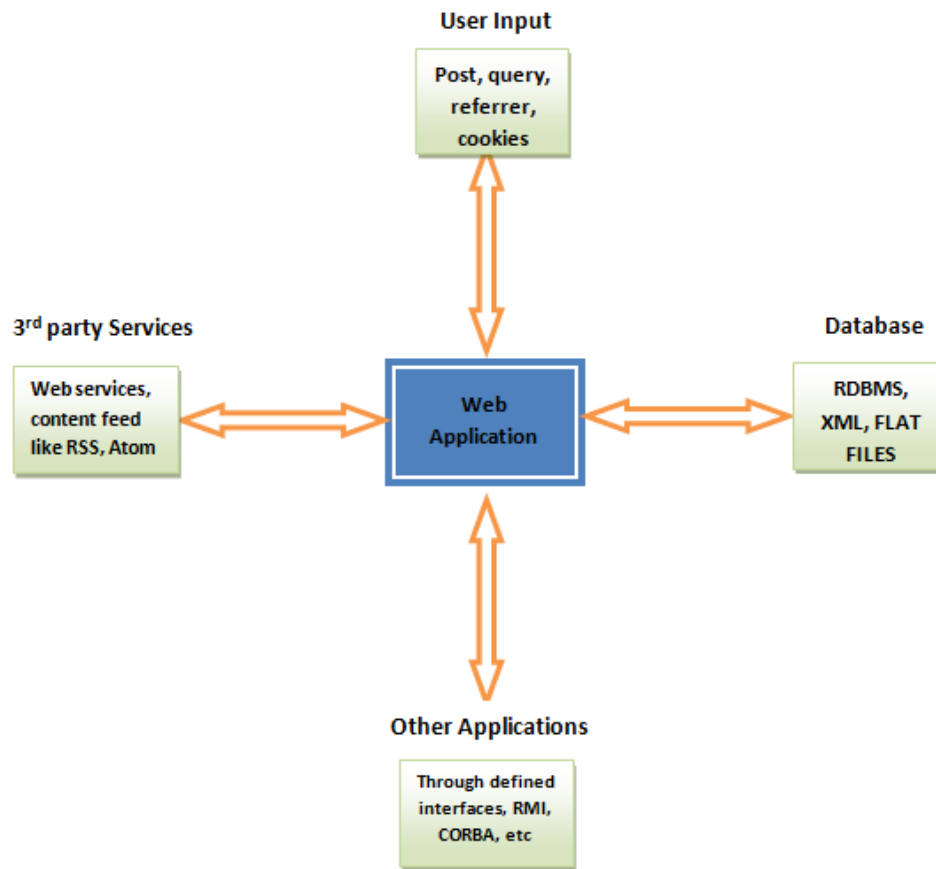 User Input
Post, query,
referrer,
cookies
3rd party Services
Web services,
content feed
like RSS, Atom
Web
Application
Database
RDBMS,
XML, FLAT
FILES
Other Applications
Through defined
interfaces, RMI,
CORBA, etc